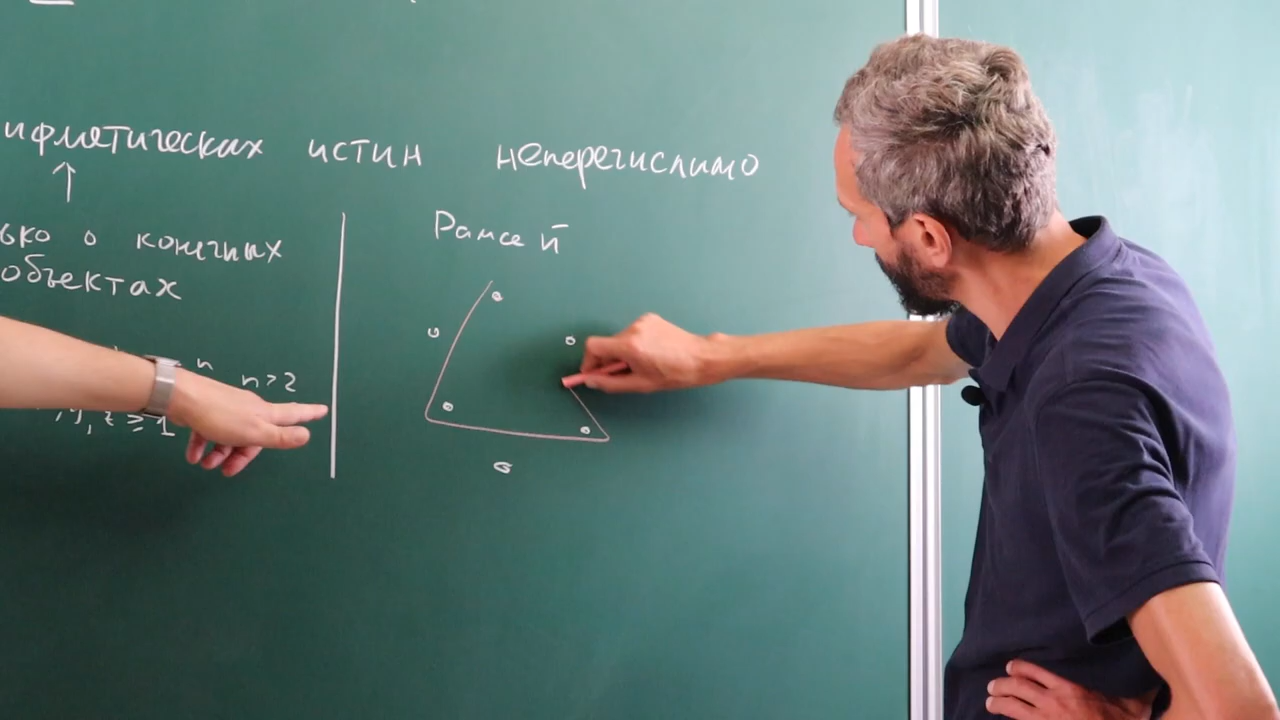 ифметических истин неперечислимо
ько о конечных
объектах
n n>2
, z ≥ 1
Рамсей